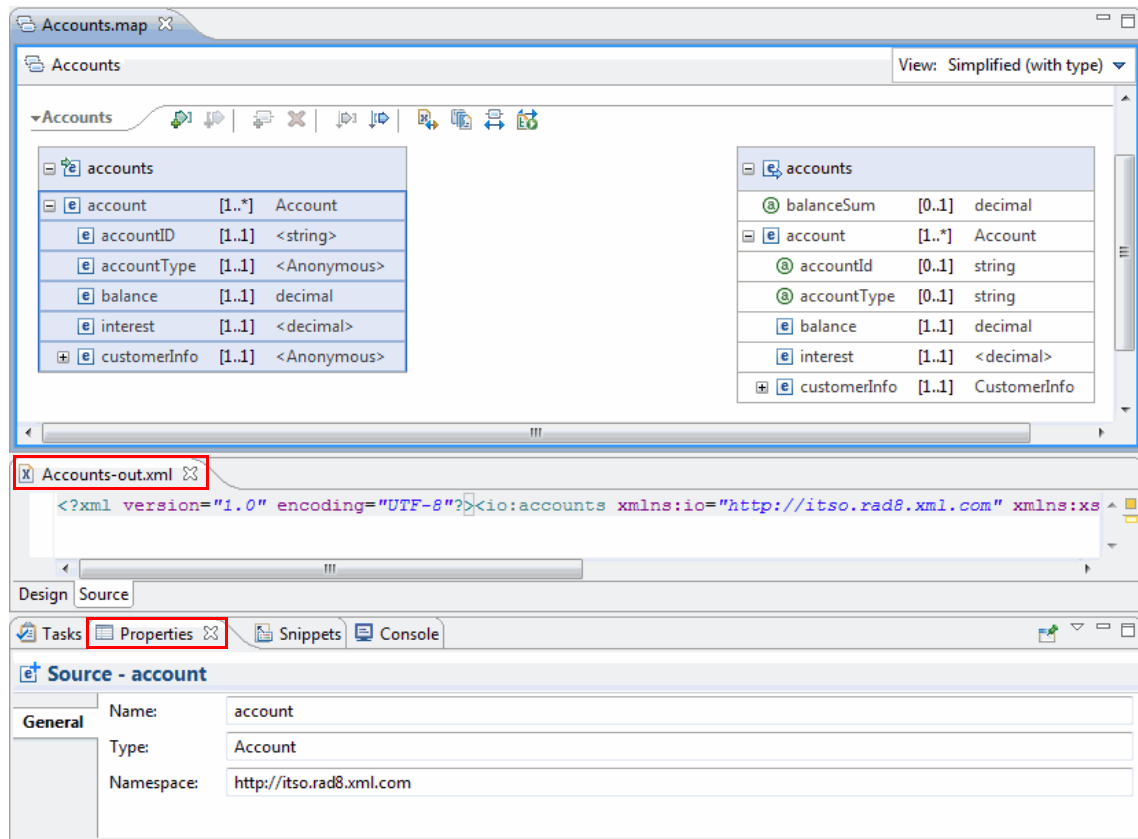 Accounts.map
Accounts
View: Simplified (with type)
Accounts
accounts
account [1..*] Account
accountID [1..1] <string>
accountType [1..1] <Anonymous>
balance [1..1] decimal
interest [1..1] <decimal>
customerInfo [1..1] <Anonymous>
accounts
balanceSum [0..1] decimal
account [1..*] Account
accountId [0..1] string
accountType [0..1] string
balance [1..1] decimal
interest [1..1] <decimal>
customerInfo [1..1] CustomerInfo
Accounts-out.xml
<?xml version="1.0" encoding="UTF-8"?><io:accounts xmlns:io="http://itso.rad8.xml.com" xmlns:xs
Design Source
Tasks Properties Snippets Console
Source - account
General
Name: account
Type: Account
Namespace: http://itso.rad8.xml.com